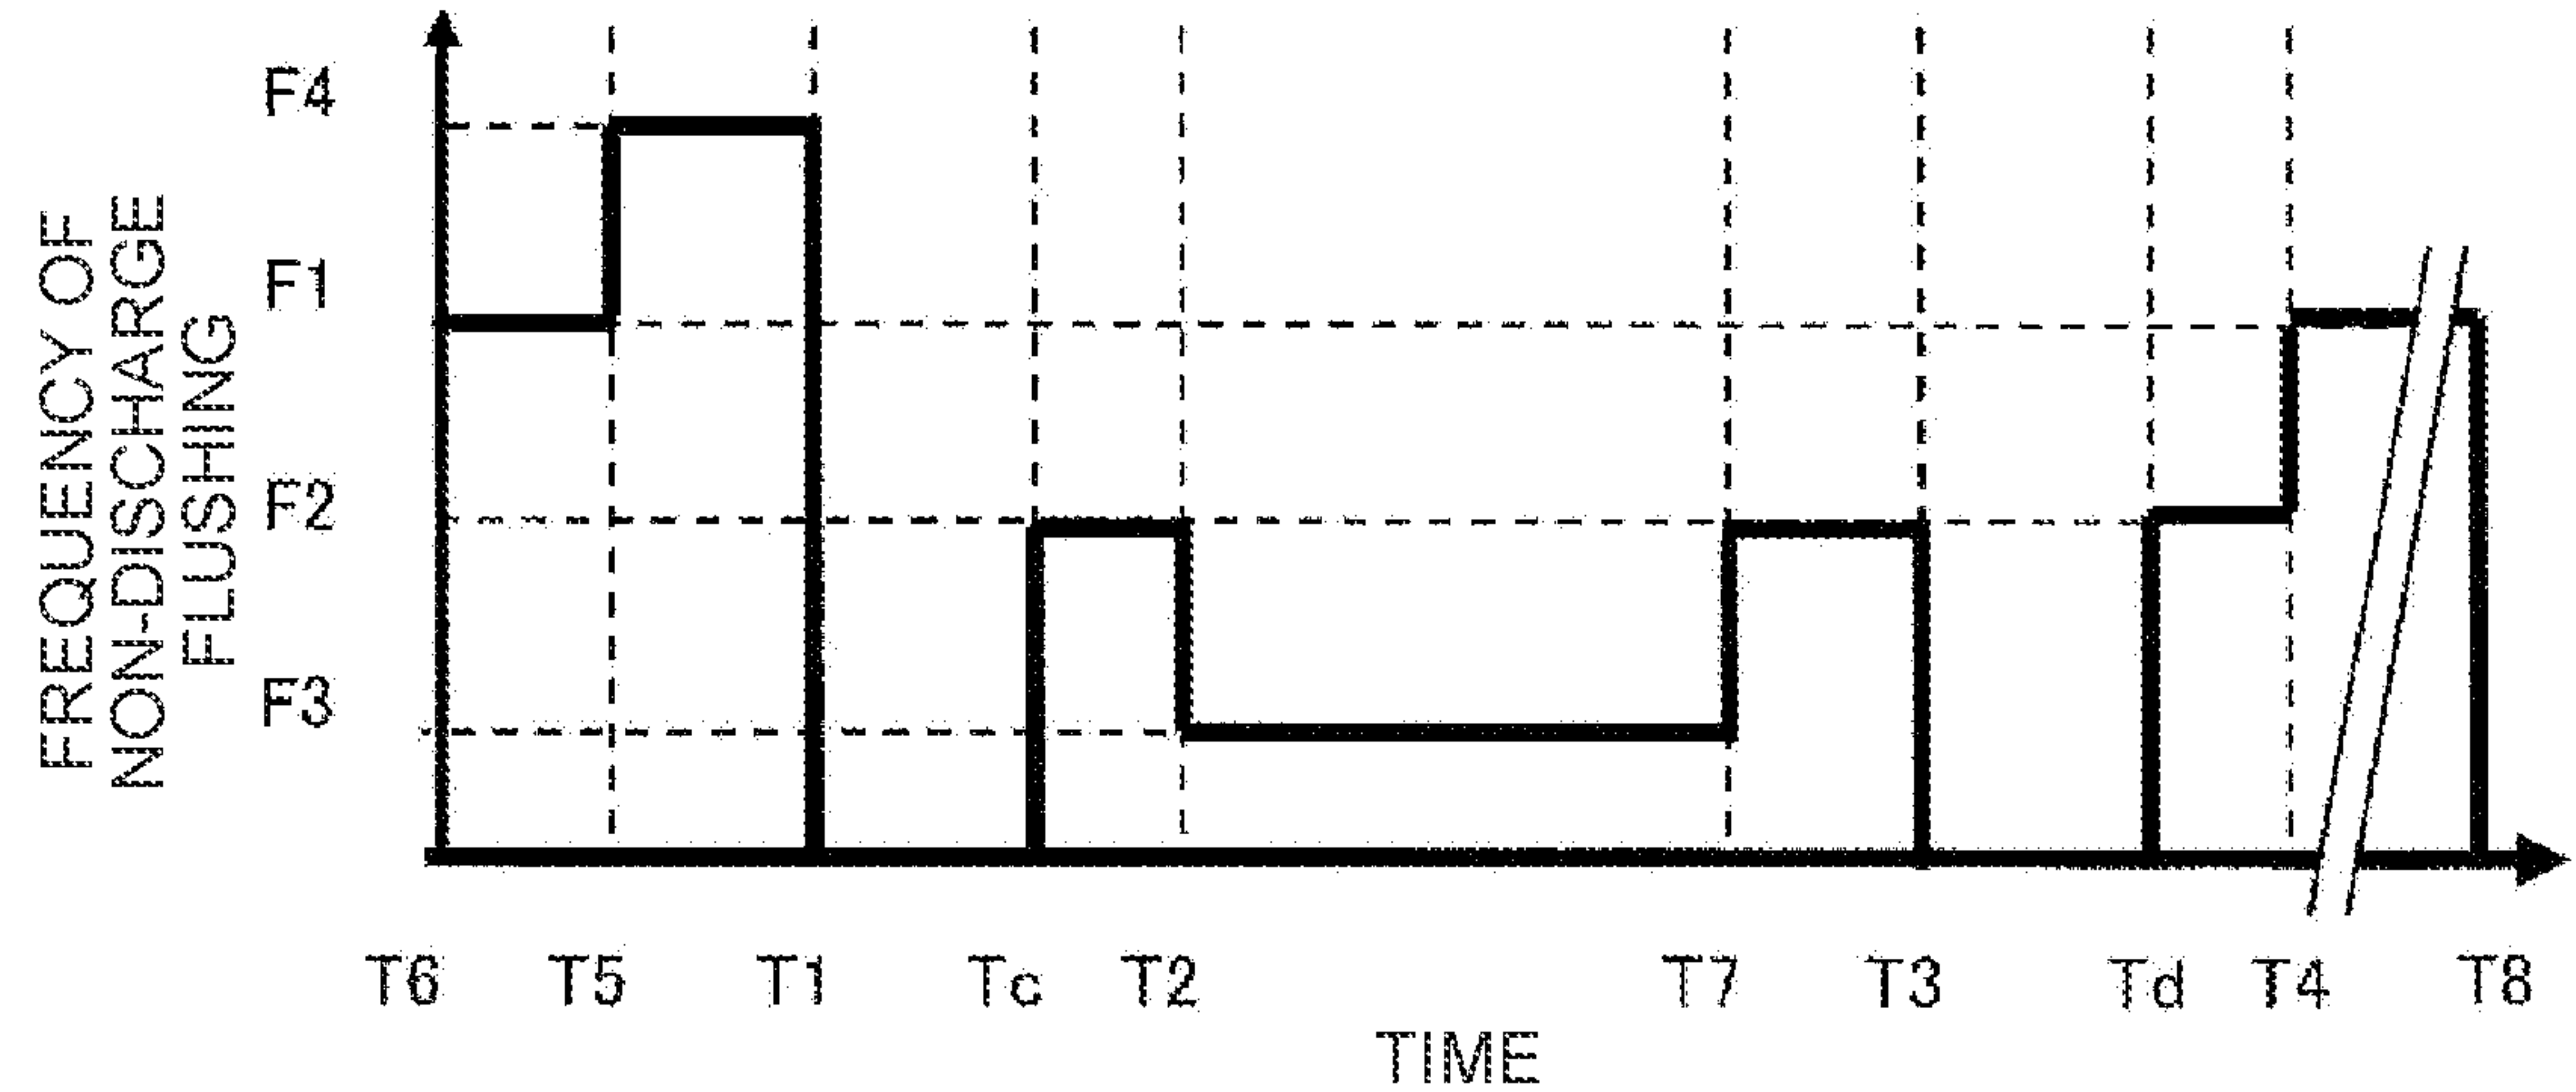 FREQUENCY OF
NON-DISCHARGE
FLUSHING
F4
F1
F2
F3
T6 T5 T1 Tc T2 T7 T3 Td T4 T8
TIME